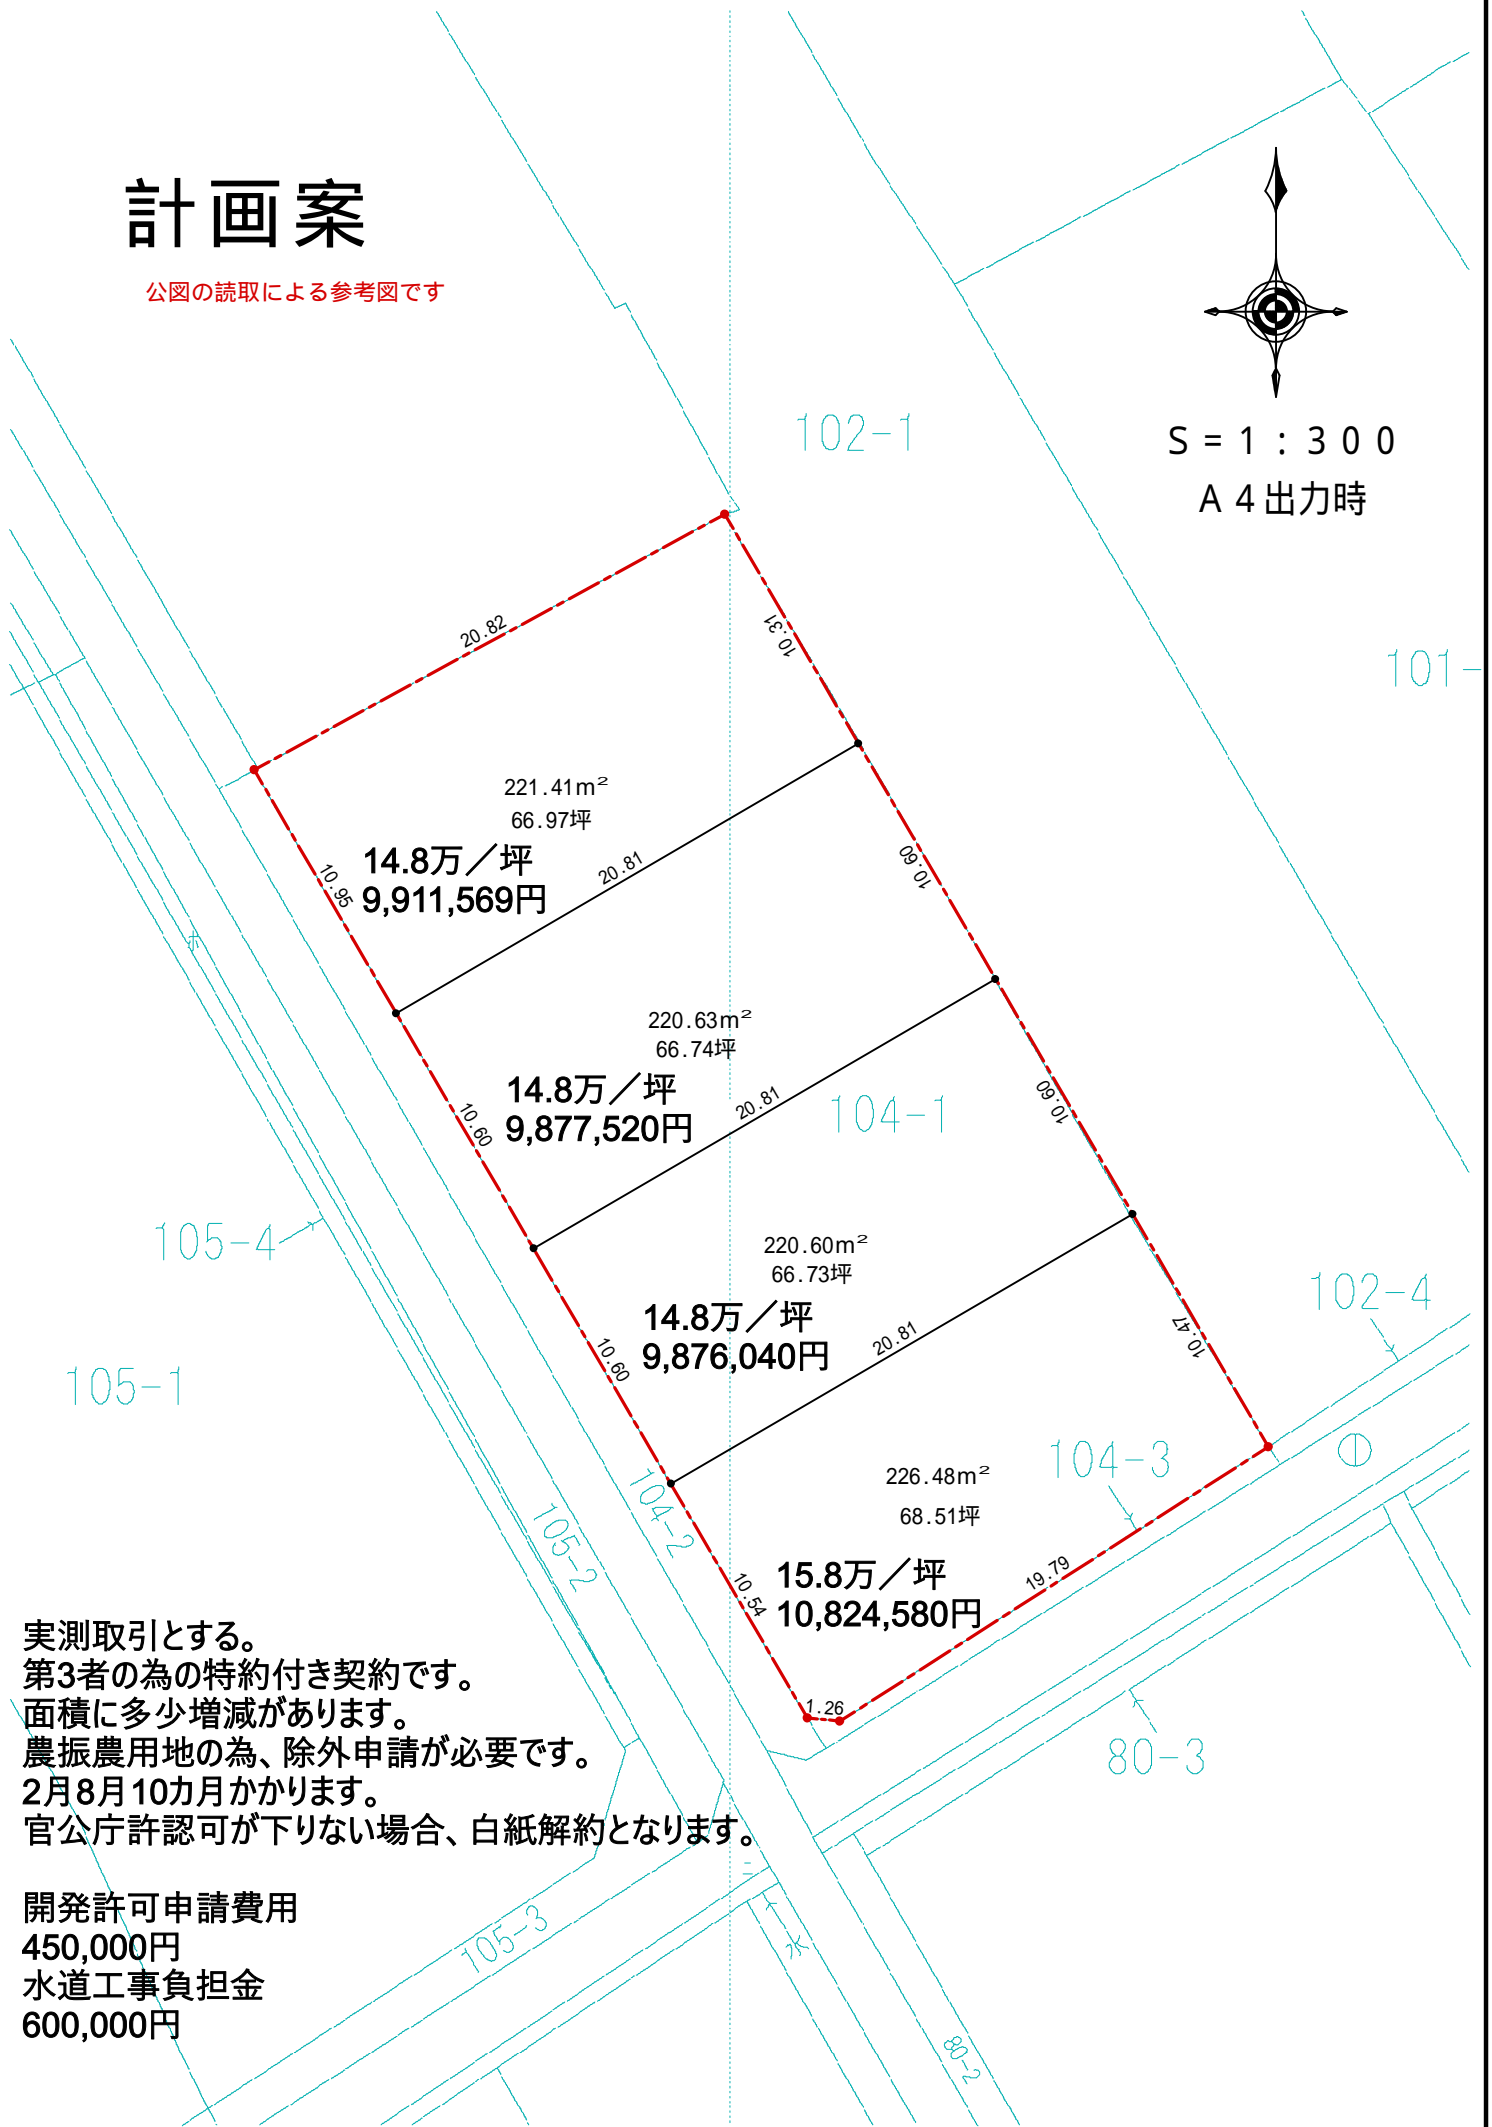 計画案
公図の読取による参考図です
S=1:300
A4出力時
102-1
101-
20.82
10.31
221.41m²
66.97坪
14.8万／坪
9,911,569円
10.95
20.81
10.60
ホ
220.63m²
66.74坪
14.8万／坪
9,877,520円
10.60
20.81
104-1
10.60
105-4
220.60m²
66.73坪
14.8万／坪
9,876,040円
10.60
20.81
10.47
102-4
105-1
104-2
105-2
226.48m²
68.51坪
15.8万／坪
10,824,580円
10.54
19.79
1.26
104-3
80-3
実測取引とする。
第3者の為の特約付き契約です。
面積に多少増減があります。
農振農用地の為、除外申請が必要です。
2月8月10カ月かかります。
官公庁許認可が下りない場合、白紙解約となります。
ニ
開発許可申請費用
450,000円
水道工事負担金
600,000円
105-3
水
80-2